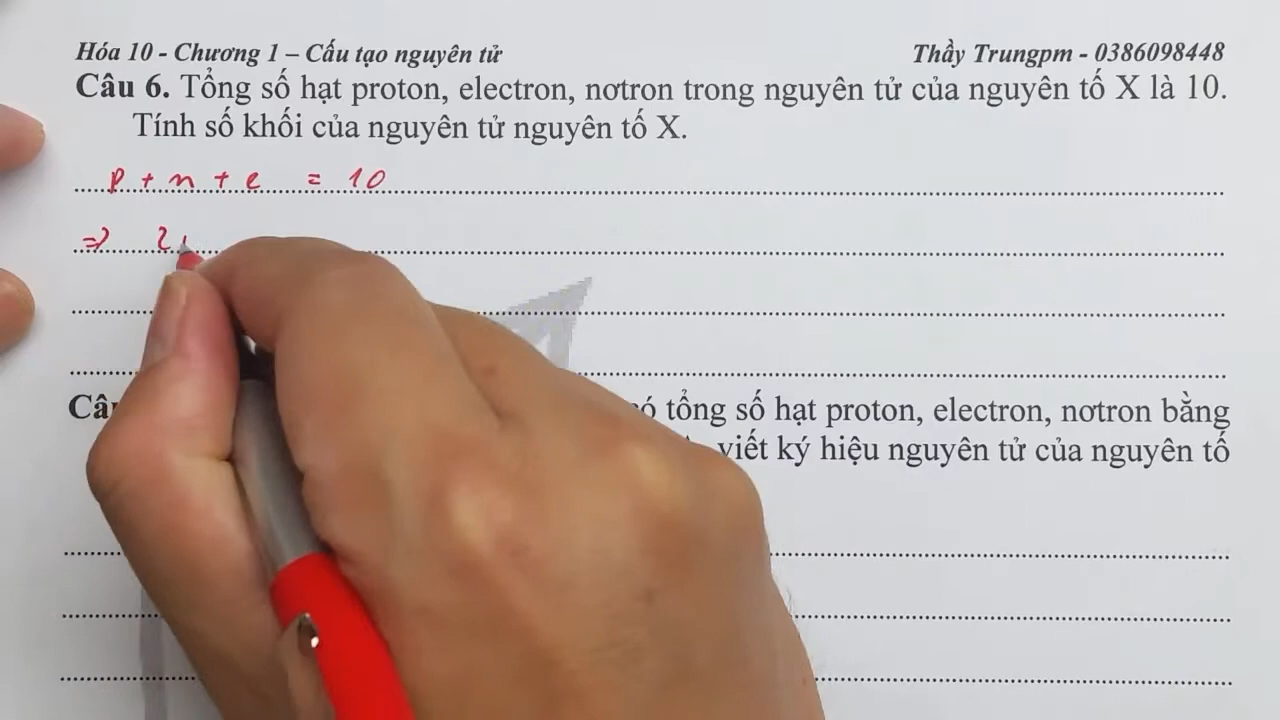 Hóa 10 - Chương 1 – Cấu tạo nguyên tử Thầy Trungpm - 0386098448
Câu 6. Tổng số hạt proton, electron, nơtron trong nguyên tử của nguyên tố X là 10.
Tính số khối của nguyên tử nguyên tố X.
p + n + e = 10
=> 2
tổng số hạt proton, electron, nơtron bằng
viết ký hiệu nguyên tử của nguyên tố